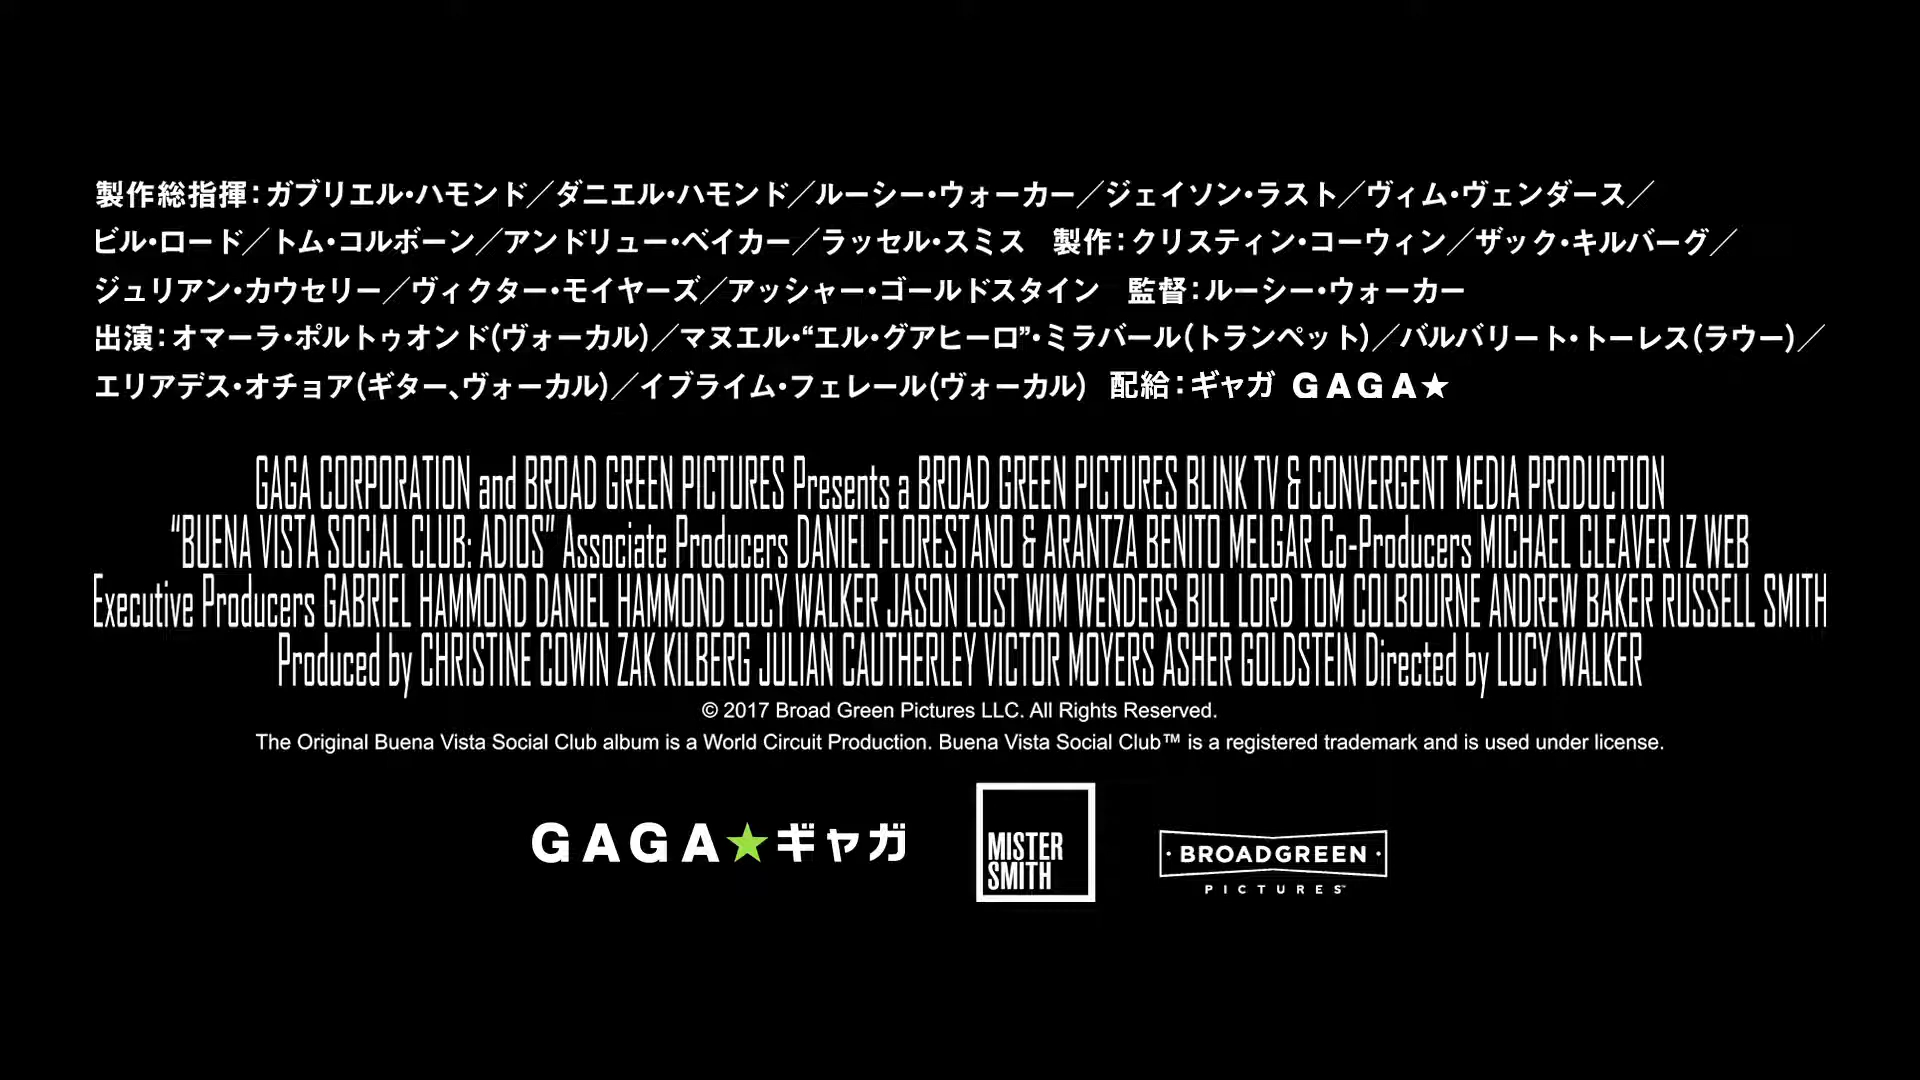 製作総指揮：ガブリエル・ハモンド／ダニエル・ハモンド／ルーシー・ウォーカー／ジェイソン・ラスト／ヴィム・ヴェンダース／
ビル・ロード／トム・コルボーン／アンドリュー・ベイカー／ラッセル・スミス　製作：クリスティン・コーウィン／ザック・キルバーグ／
ジュリアン・カウセリー／ヴィクター・モイヤーズ／アッシャー・ゴールドスタイン　監督：ルーシー・ウォーカー
出演：オマーラ・ポルトゥオンド(ヴォーカル)／マヌエル・“エル・グアヒーロ”・ミラバール(トランペット)／バルバリート・トーレス(ラウー)／
エリアデス・オチョア(ギター、ヴォーカル)／イブライム・フェレール(ヴォーカル)　配給：ギャガ GAGA★
GAGA CORPORATION and BROAD GREEN PICTURES Presents a BROAD GREEN PICTURES BLINK TV & CONVERGENT MEDIA PRODUCTION
“BUENA VISTA SOCIAL CLUB: ADIOS” Associate Producers DANIEL FLORESTANO & ARANTZA BENITO MELGAR Co-Producers MICHAEL CLEAVER IZ WEB
Executive Producers GABRIEL HAMMOND DANIEL HAMMOND LUCY WALKER JASON LUST WIM WENDERS BILL LORD TOM COLBOURNE ANDREW BAKER RUSSELL SMITH
Produced by CHRISTINE COWIN ZAK KILBERG JULIAN CAUTHERLEY VICTOR MOYERS ASHER GOLDSTEIN Directed by LUCY WALKER
© 2017 Broad Green Pictures LLC. All Rights Reserved.
The Original Buena Vista Social Club album is a World Circuit Production. Buena Vista Social Club™ is a registered trademark and is used under license.
GAGA★ギャガ
MISTER
SMITH
・BROADGREEN・
PICTURES™